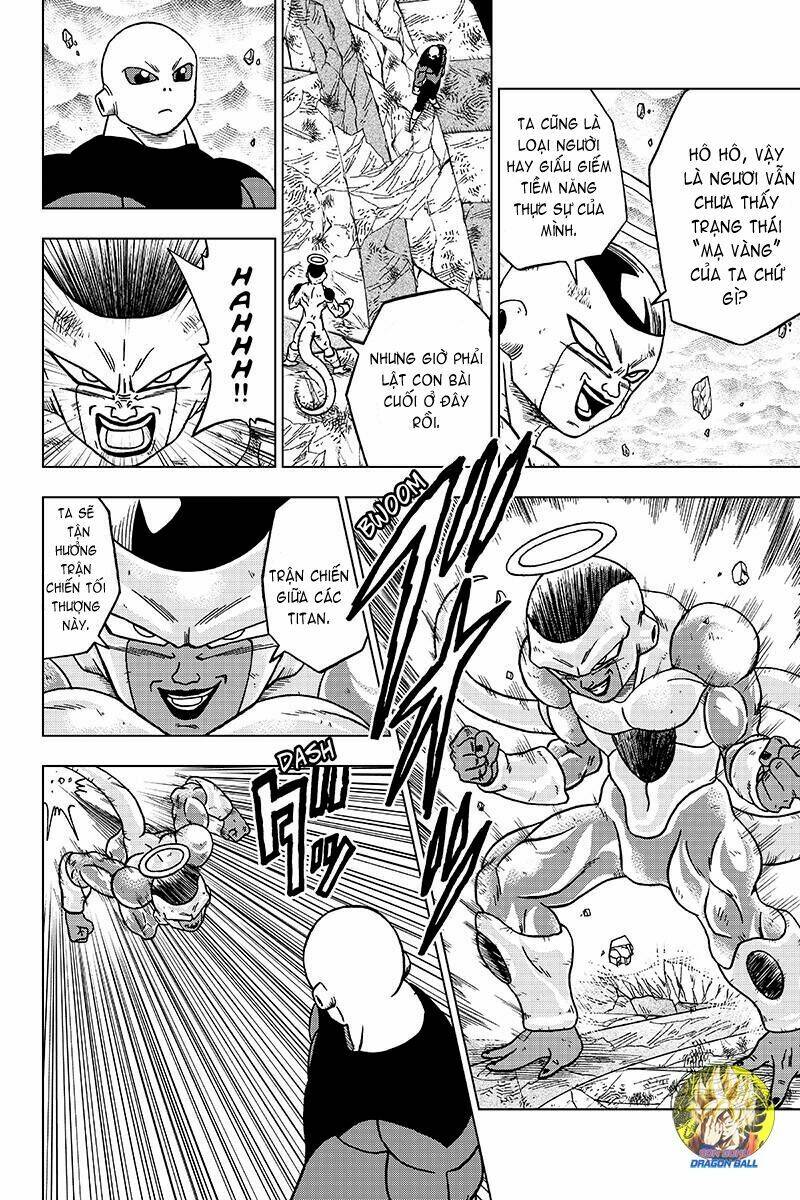 HÔ HÔ, VẬY
LÀ NGƯƠI VẪN
CHƯA THẤY
TRẠNG THÁI
“MẠ VÀNG”
CỦA TA CHỨ
GÌ?
TA CŨNG LÀ
LOẠI NGƯỜI
HAY GIẤU GIẾM
TIỀM NĂNG
THỰC SỰ CỦA
MÌNH.
NHƯNG GIỜ PHẢI
LẬT CON BÀI
CUỐI Ở ĐÂY
RỒI.
HAHHH!!
BWOOM
TRẬN CHIẾN
GIỮA CÁC
TITAN.
TA SẼ
TẬN
HƯỞNG
TRẬN
CHIẾN TỐI
THƯỢNG
NÀY.
DASH
DRAGON BALL